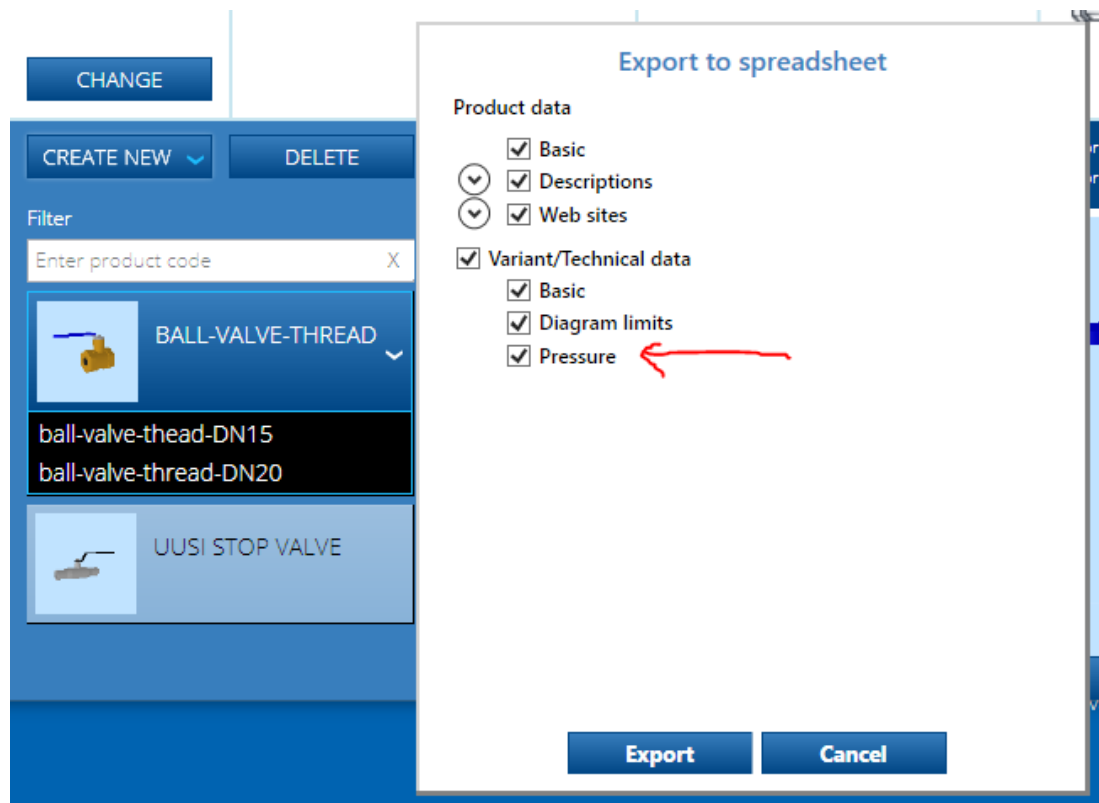 CHANGE
CREATE NEW
DELETE
Filter
Enter product code X
BALL-VALVE-THREAD
ball-valve-thead-DN15
ball-valve-thread-DN20
UUSI STOP VALVE
Export to spreadsheet
Product data
Basic
Descriptions
Web sites
Variant/Technical data
Basic
Diagram limits
Pressure
Export
Cancel